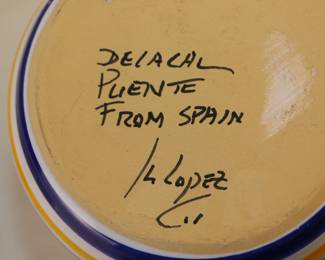 DELACAL
PUENTE
FROM SPAIN
LOPEZ